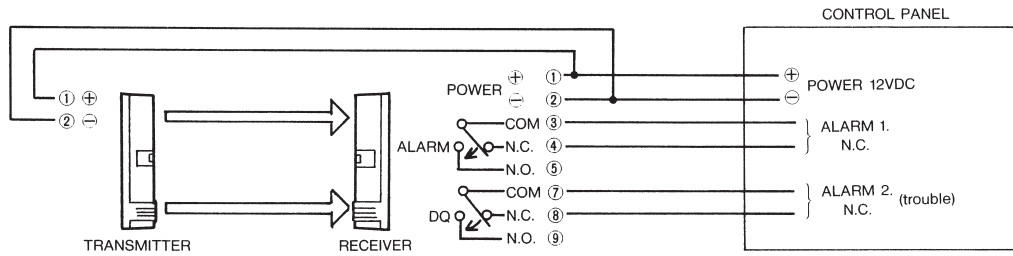 CONTROL PANEL
① ⊕
② ⊖
TRANSMITTER
RECEIVER
POWER ⊕ ①
⊖ ②
ALARM
COM ③
N.C. ④
N.O. ⑤
DQ
COM ⑦
N.C. ⑧
N.O. ⑨
⊕
⊖
POWER 12VDC
ALARM 1.
N.C.
ALARM 2.
N.C.
(trouble)